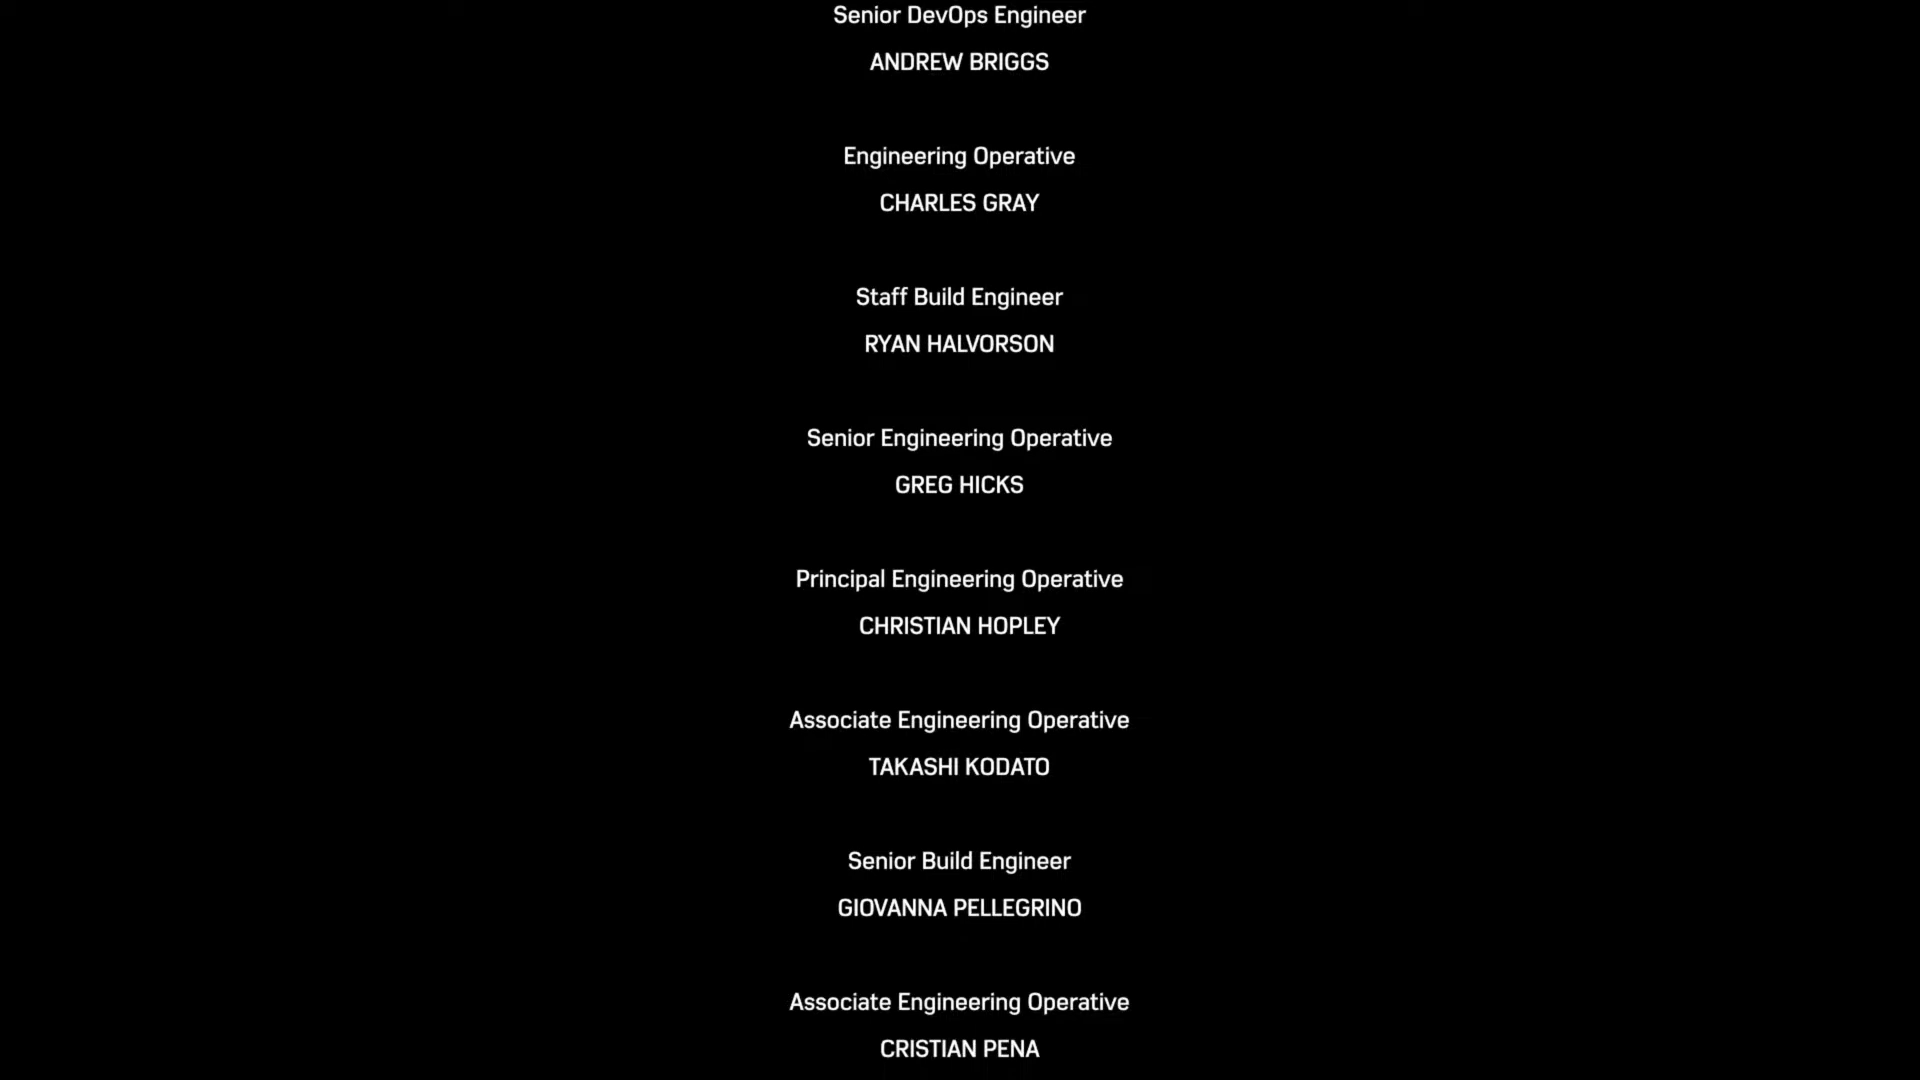 Senior DevOps Engineer
ANDREW BRIGGS
Engineering Operative
CHARLES GRAY
Staff Build Engineer
RYAN HALVORSON
Senior Engineering Operative
GREG HICKS
Principal Engineering Operative
CHRISTIAN HOPLEY
Associate Engineering Operative
TAKASHI KODATO
Senior Build Engineer
GIOVANNA PELLEGRINO
Associate Engineering Operative
CRISTIAN PENA